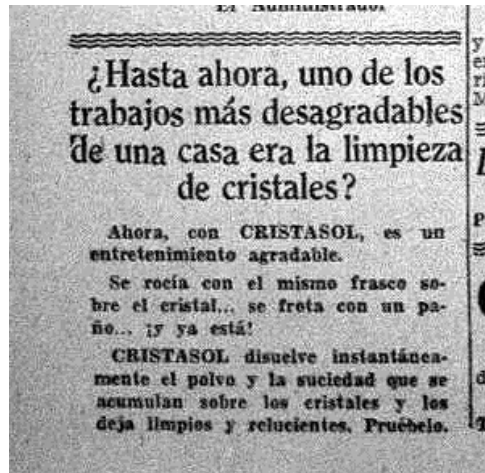 El Administrador
¿Hasta ahora, uno de los
trabajos más desagradables
de una casa era la limpieza
de cristales?
Ahora, con CRISTASOL, es un
entretenimiento agradable.
Se rocía con el mismo frasco so-
bre el cristal... se frota con un pa-
ño... ¡y ya está!
CRISTASOL disuelve instantánea-
mente el polvo y la suciedad que se
acumulan sobre los cristales y los
deja limpios y relucientes. Pruébelo.